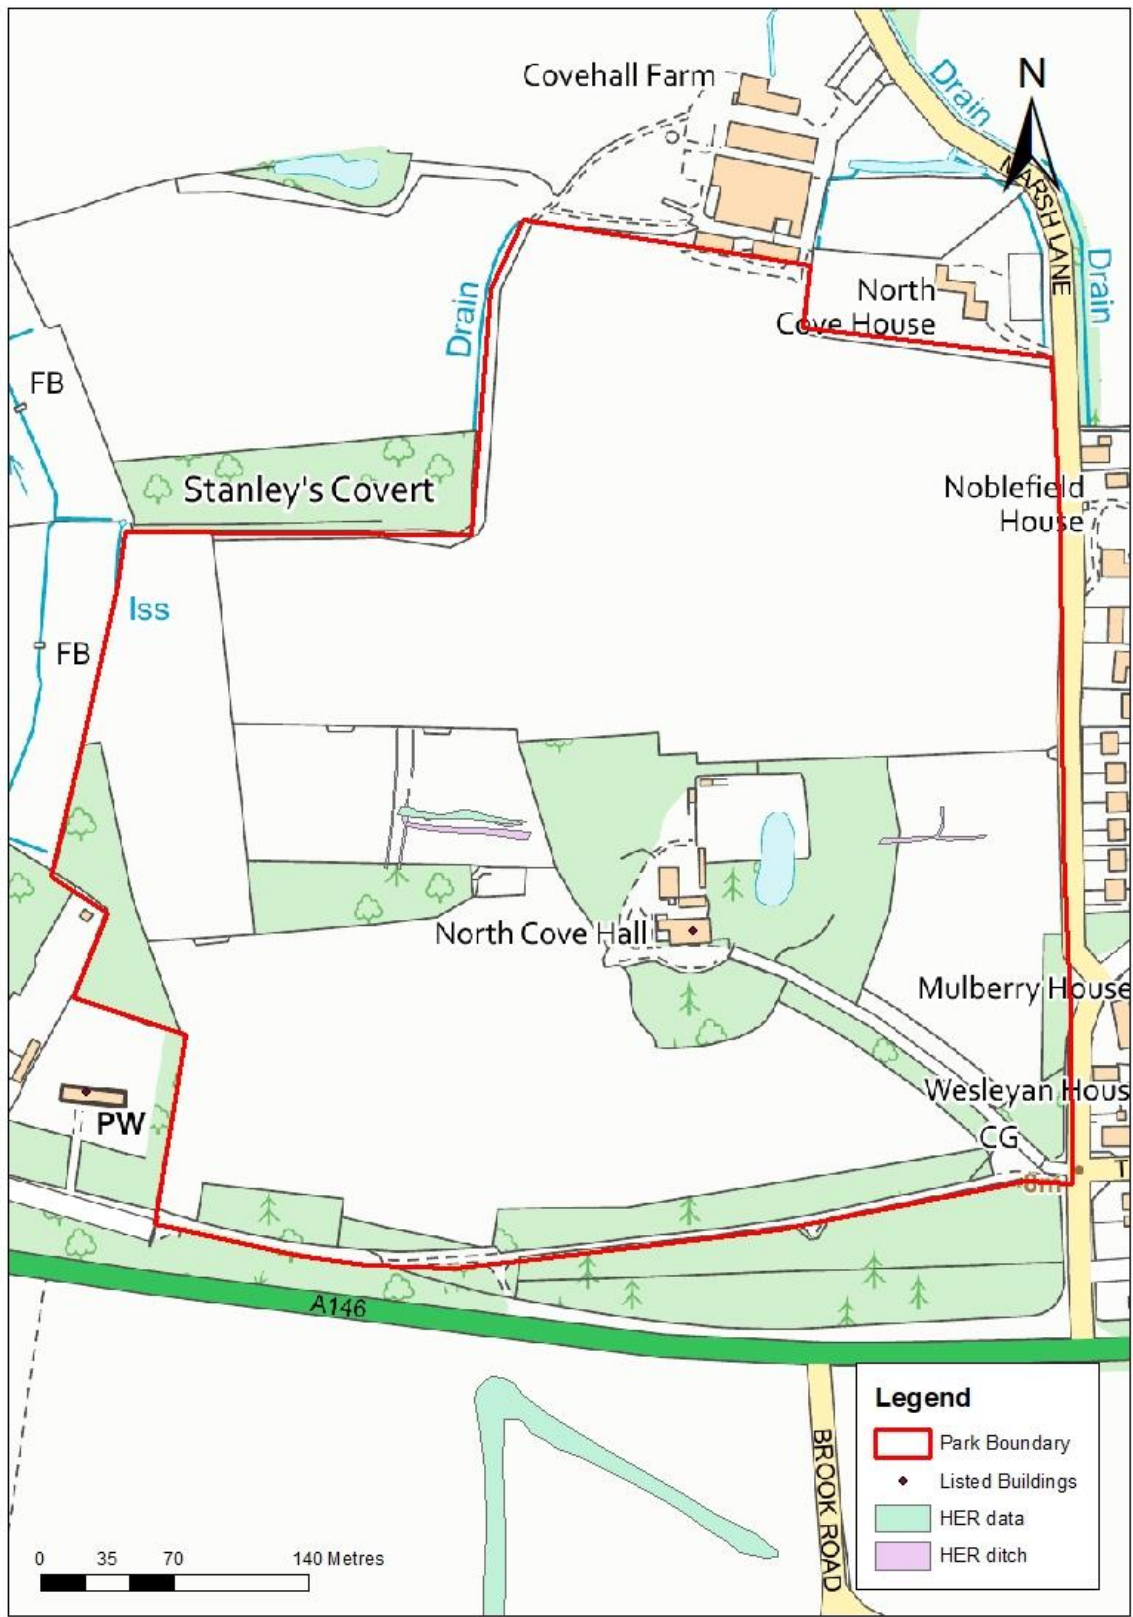 Covehall Farm
Drain
N
MARSH LANE
Drain
North
Cove House
Drain
FB
Stanley's Covert
Noblefield
House
Iss
FB
North Cove Hall
Mulberry House
Wesleyan Hous
PW
CG
T
8m
A146
BROOK ROAD
Legend
Park Boundary
Listed Buildings
HER data
HER ditch
0 35 70 140 Metres